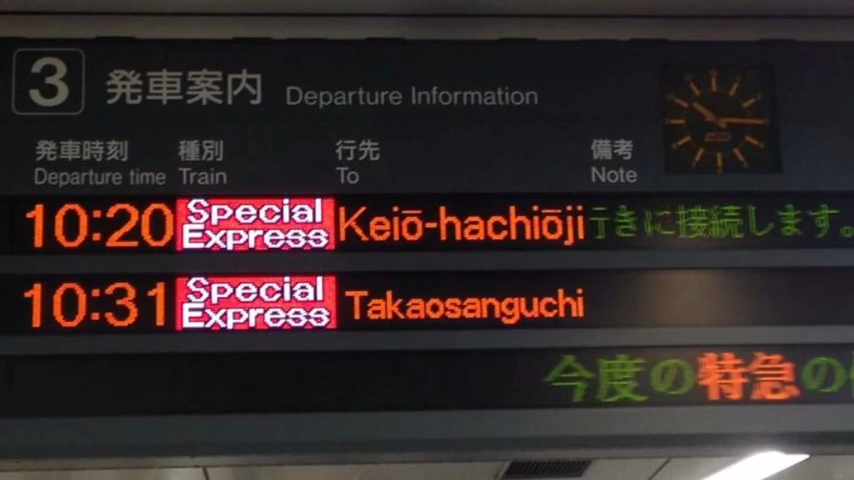 3 発車案内 Departure Information
発車時刻 種別 行先 備考
Departure time Train To Note
10:20 Special Express Keiō-hachiōji 行きに接続します。
10:31 Special Express Takaosanguchi
今度の特急の